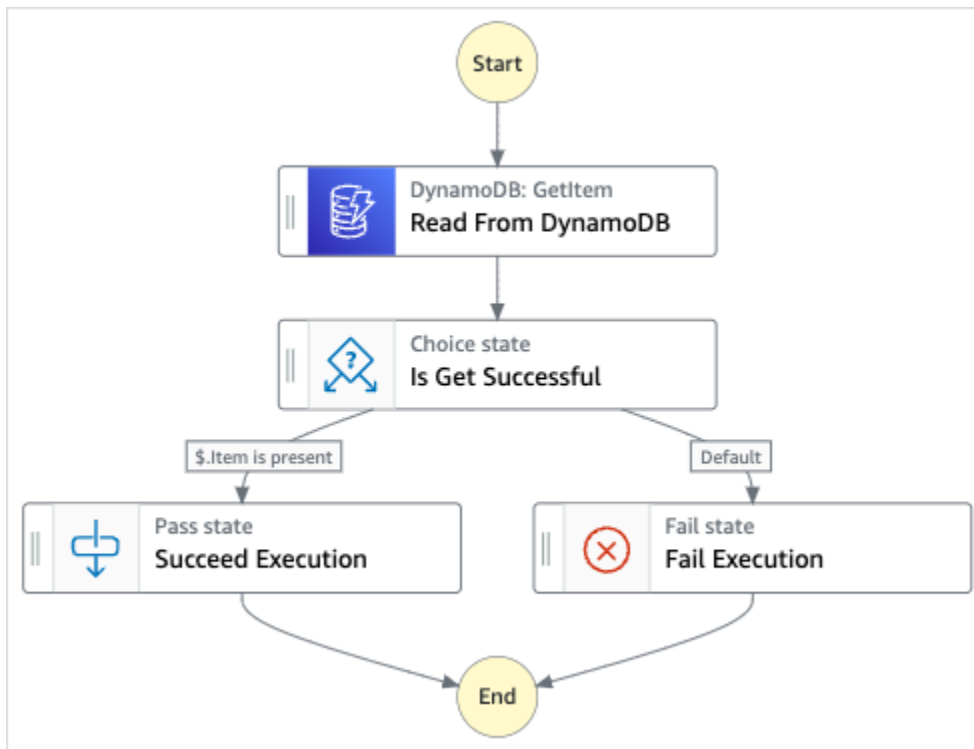 Start
DynamoDB: GetItem
Read From DynamoDB
Choice state
?
Is Get Successful
$.Item is present
Default
Pass state
Succeed Execution
Fail state
Fail Execution
End